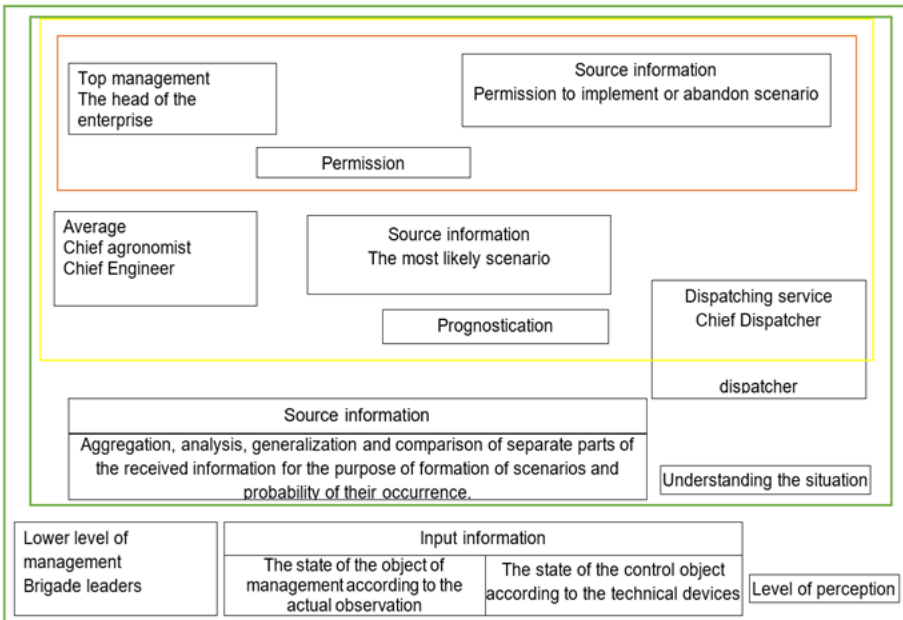 Top management
The head of the
enterprise
Source information
Permission to implement or abandon scenario
Permission
Average
Chief agronomist
Chief Engineer
Source information
The most likely scenario
Prognostication
Dispatching service
Chief Dispatcher
dispatcher
Source information
Aggregation, analysis, generalization and comparison of separate parts of
the received information for the purpose of formation of scenarios and
probability of their occurrence.
Understanding the situation
Lower level of
management
Brigade leaders
Input information
The state of the object of
management according to the
actual observation
The state of the control object
according to the technical devices
Level of perception